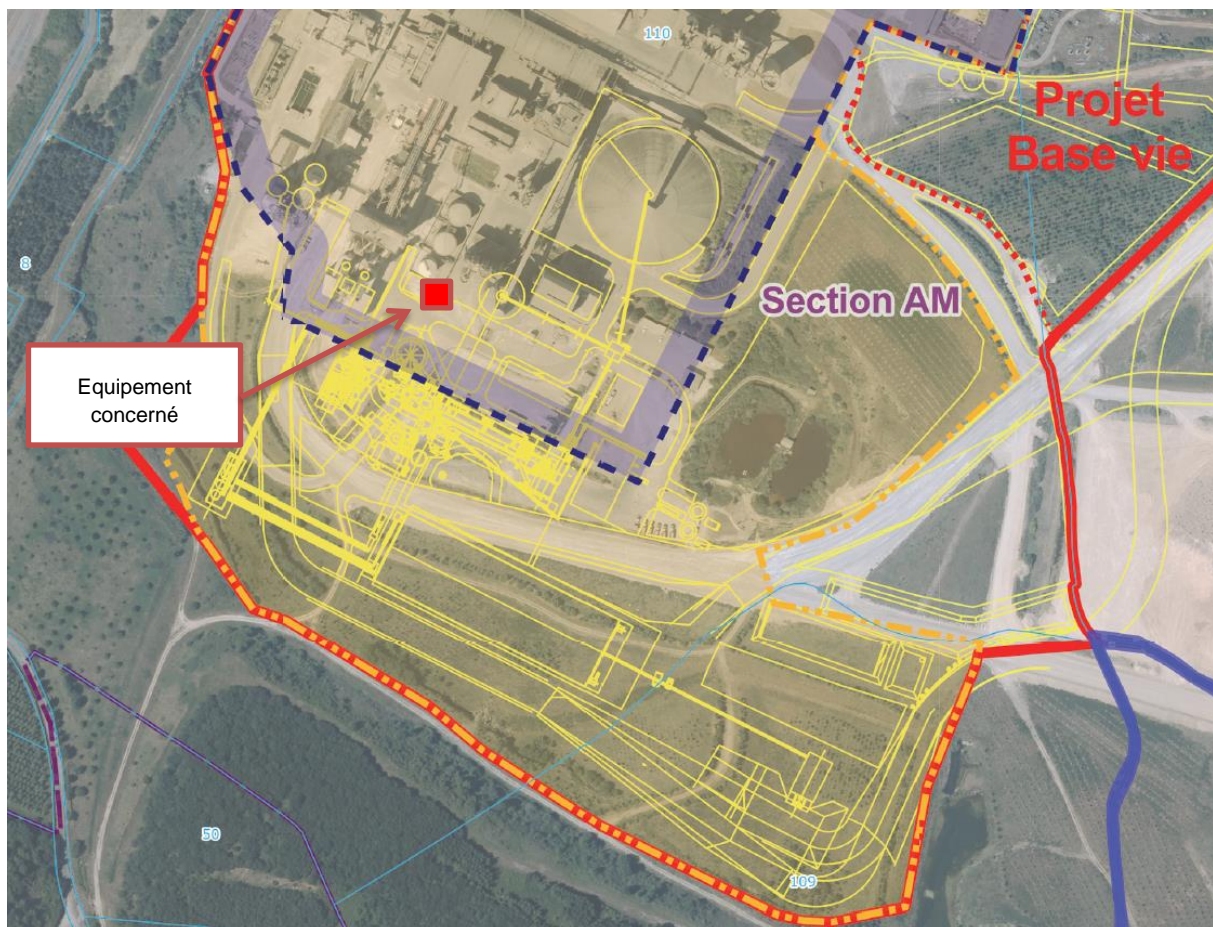 110
Projet
Base vie
8
Section AM
Equipement
concerné
50
109